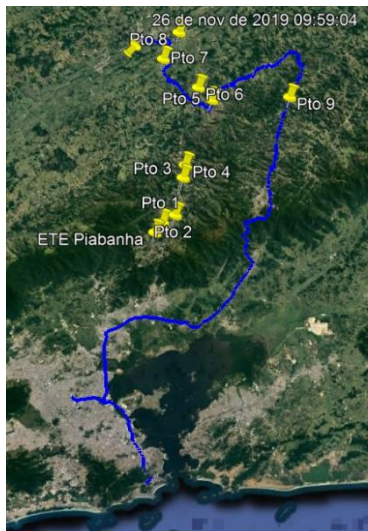 26 de nov de 2019 09:59:04
Pto 8
Pto 7
Pto 5
Pto 6
Pto 9
Pto 3
Pto 4
Pto 1
Pto 2
ETE Piabanha